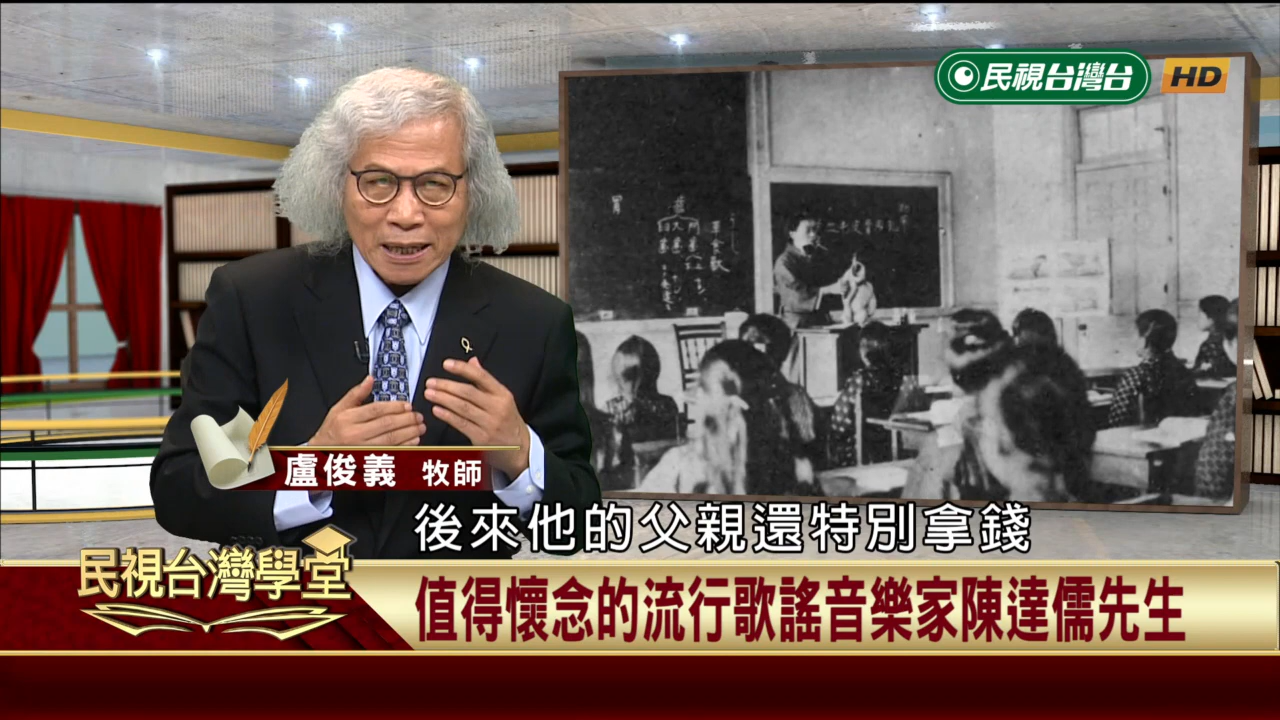 民視台灣台 HD
盧俊義 牧師
後來他的父親還特別拿錢
民視台灣學堂
值得懷念的流行歌謠音樂家陳達儒先生